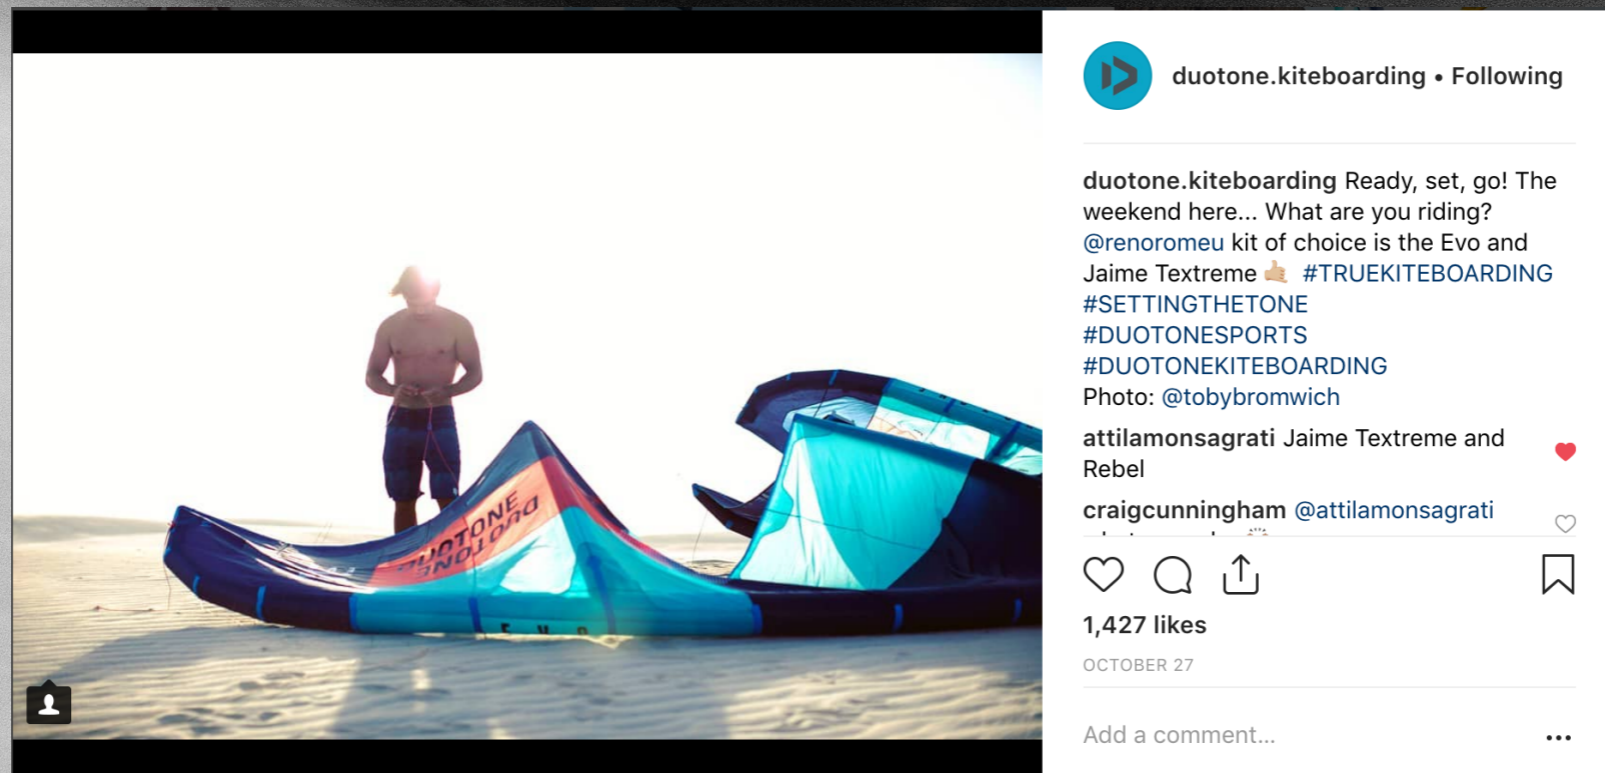 duotone.kiteboarding • Following
duotone.kiteboarding Ready, set, go! The
weekend here... What are you riding?
@renoromeu kit of choice is the Evo and
Jaime Textreme 🤙🏼 #TRUEKITEBOARDING
#SETTINGTHETONE
#DUOTONESPORTS
#DUOTONEKITEBOARDING
Photo: @tobybromwich
attilamonsagrati Jaime Textreme and
Rebel
craigcunningham @attilamonsagrati
1,427 likes
OCTOBER 27
Add a comment...
DUOTONE
DUOTONE
EVO